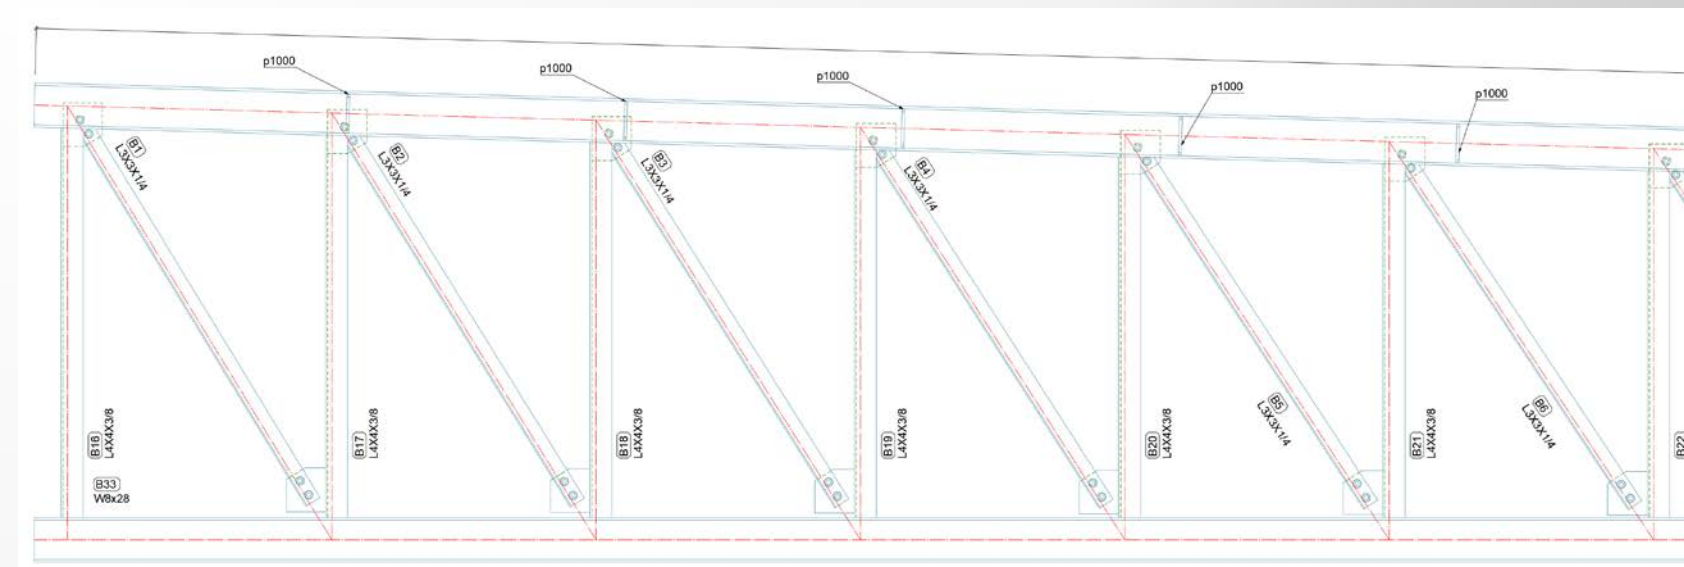 p1000
p1000
p1000
p1000
p1000
B1
L3X3X1/4
B2
L3X3X1/4
B3
L3X3X1/4
B4
L3X3X1/4
B5
L3X3X1/4
B6
L3X3X1/4
B16
L4X4X3/8
B17
L4X4X3/8
B18
L4X4X3/8
B19
L4X4X3/8
B20
L4X4X3/8
B21
L4X4X3/8
B22
B33
W8x28